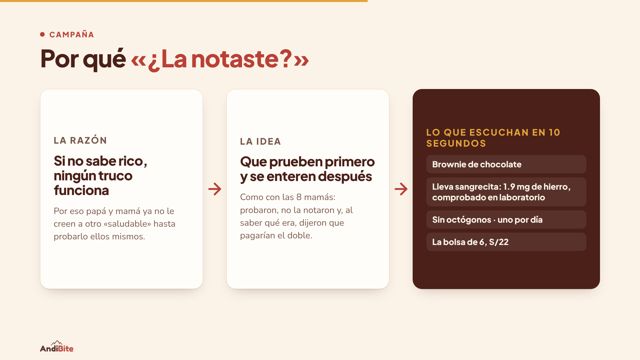 CAMPAÑA
Por qué «¿La notaste?»
LA RAZÓN
Si no sabe rico,
ningún truco
funciona
Por eso papá y mamá ya no le
creen a otro «saludable» hasta
probarlo ellos mismos.
LA IDEA
Que prueben primero
y se enteren después
Como con las 8 mamás:
probaron, no la notaron y, al
saber qué era, dijeron que
pagarían el doble.
LO QUE ESCUCHAN EN 10
SEGUNDOS
Brownie de chocolate
Lleva sangrecita: 1.9 mg de hierro,
comprobado en laboratorio
Sin octógonos · uno por día
La bolsa de 6, S/22
AndiBite